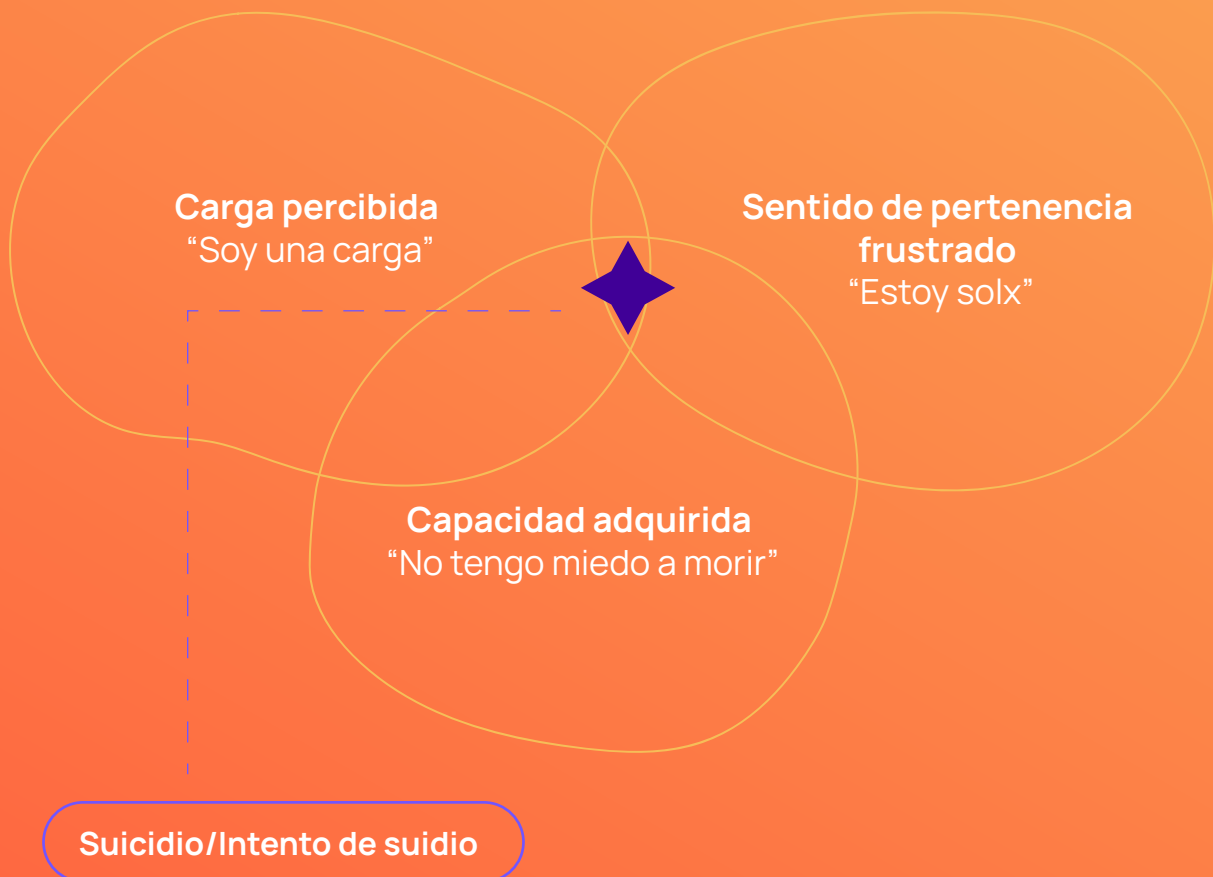 Carga percibida
“Soy una carga”
Sentido de pertenencia
frustrado
“Estoy solx”
Capacidad adquirida
“No tengo miedo a morir”
Suicidio/Intento de suidio